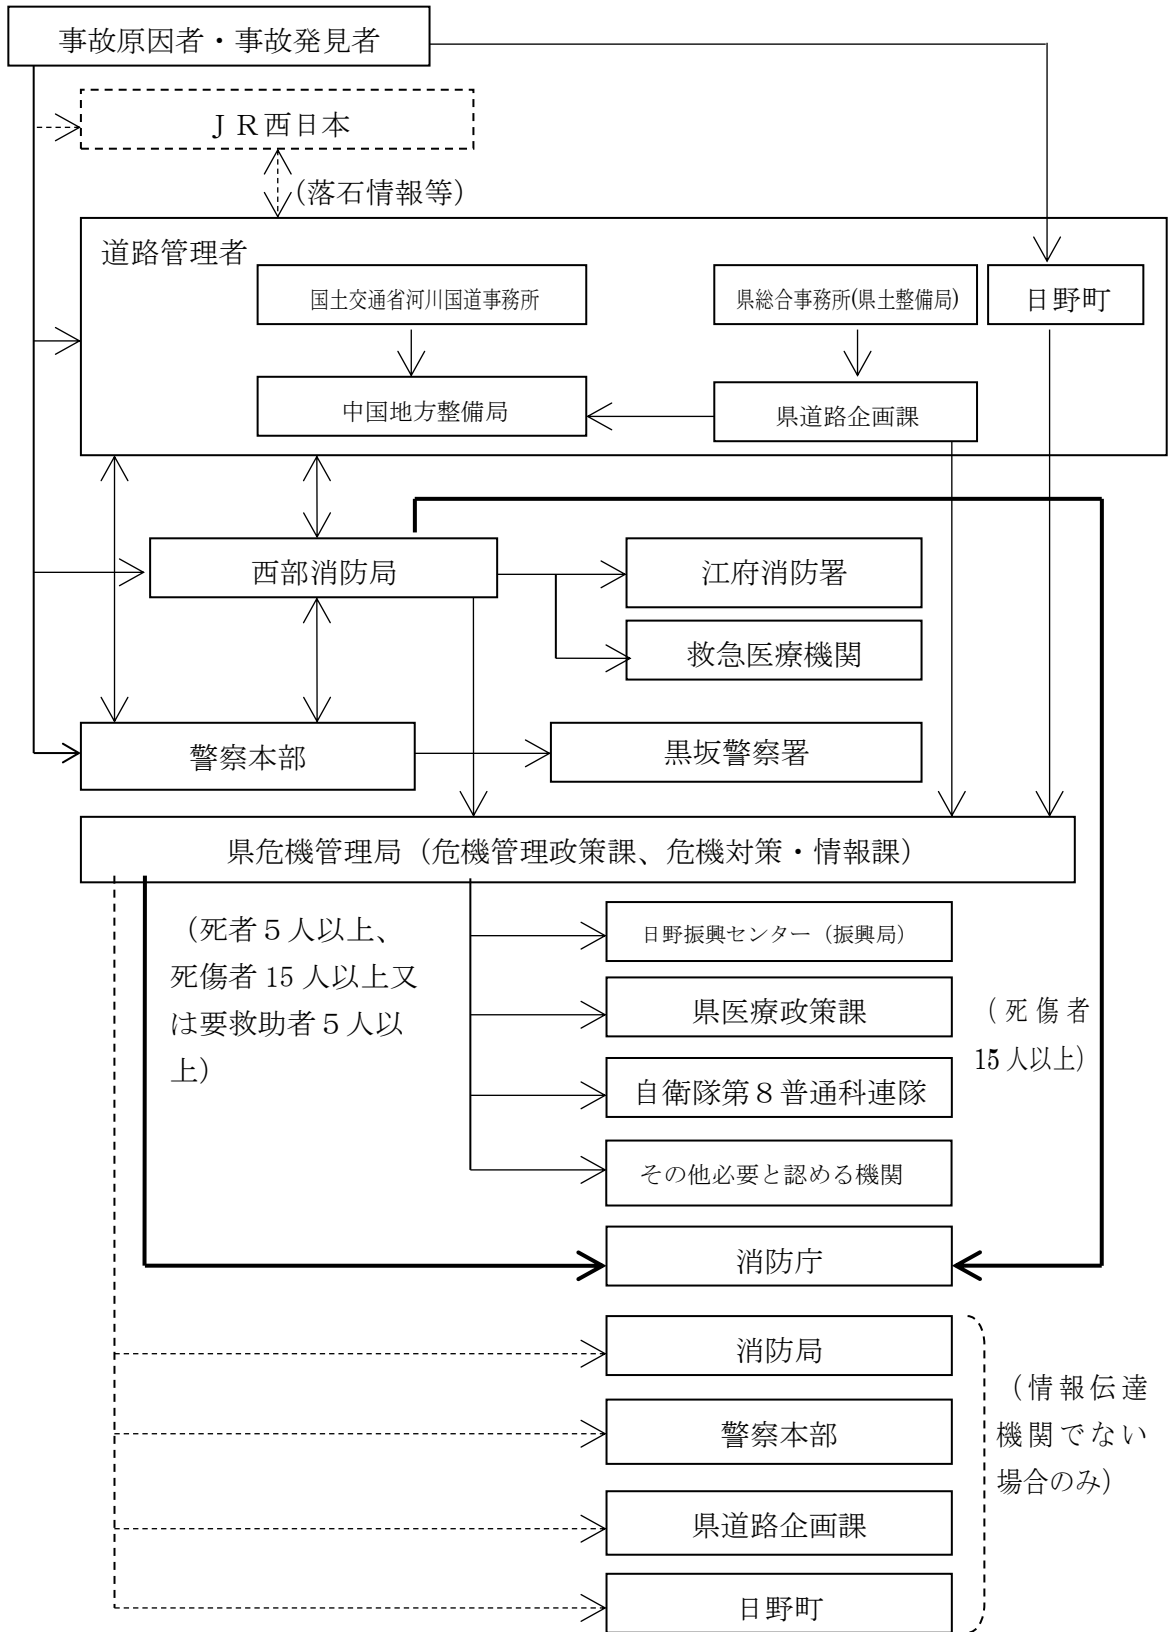 事故原因者・事故発見者
ＪＲ西日本
(落石情報等)
道路管理者
国土交通省河川国道事務所
県総合事務所(県土整備局)
日野町
中国地方整備局
県道路企画課
西部消防局
江府消防署
救急医療機関
警察本部
黒坂警察署
県危機管理局（危機管理政策課、危機対策・情報課）
（死者５人以上、
死傷者 15 人以上又
は要救助者５人以
上）
日野振興センター（振興局）
県医療政策課
（死傷者
15 人以上）
自衛隊第８普通科連隊
その他必要と認める機関
消防庁
消防局
警察本部
県道路企画課
日野町
（情報伝達
機関でない
場合のみ）